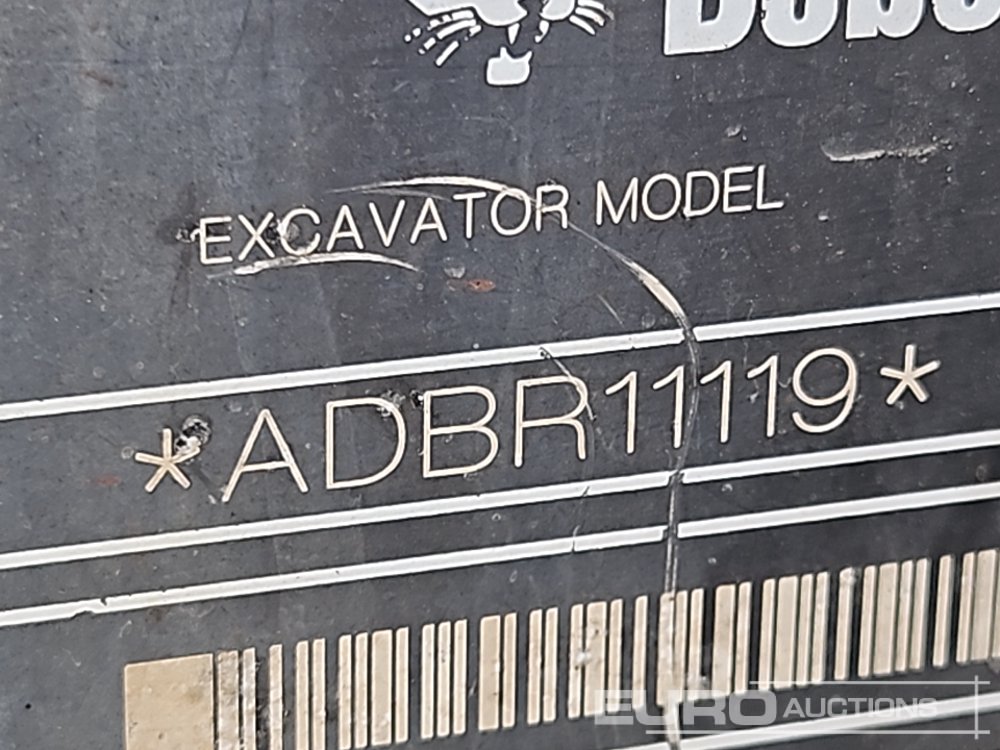 EXCAVATOR MODEL
*ADBR11119*
EURO AUCTIONS